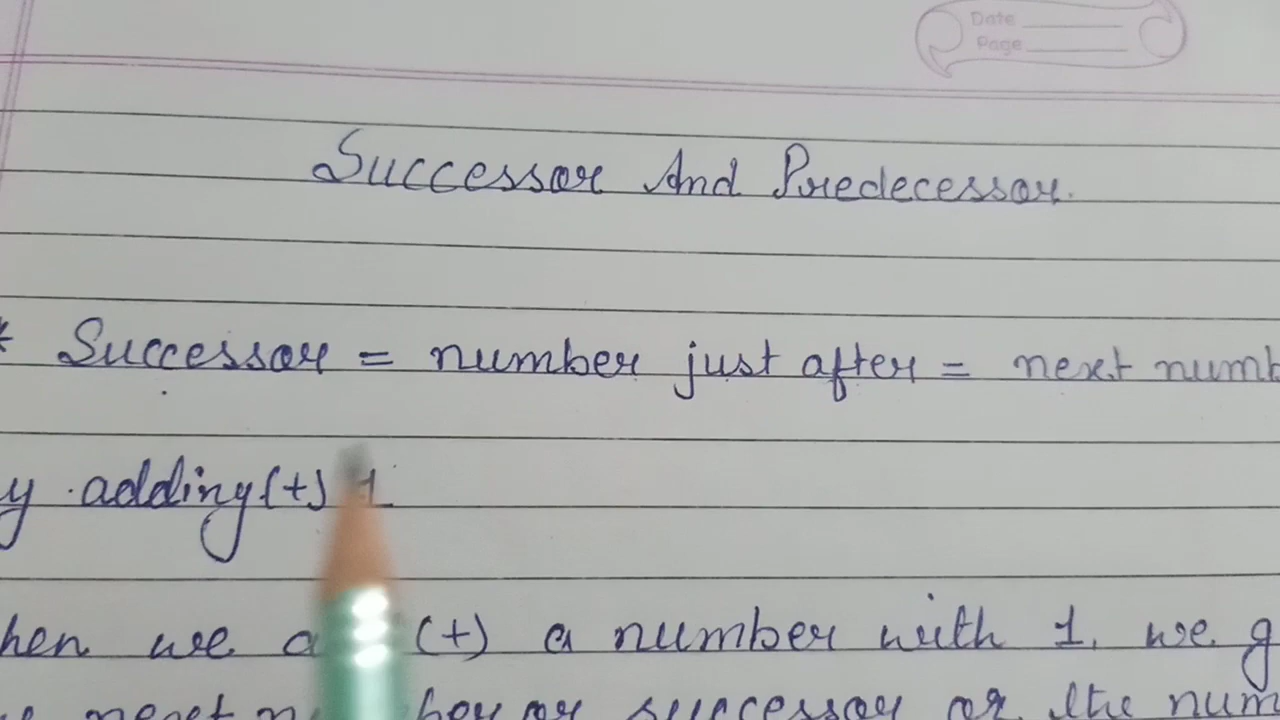 Date
Page
Successor And Predecessor.
* Successor = number just after = next numb
y adding (+) 1
hen we a (+) a number with 1, we g
successor or the num